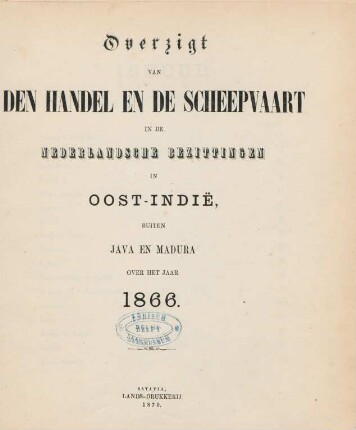 Overzigt
VAN
DEN HANDEL EN DE SCHEEPVAART
IN DE
NEDERLANDSCHE BEZITTINGEN
IN
OOST-INDIË,
BUITEN
JAVA EN MADURA
OVER HET JAAR
1866.
BATAVIA,
LANDS-DRUKKERIJ